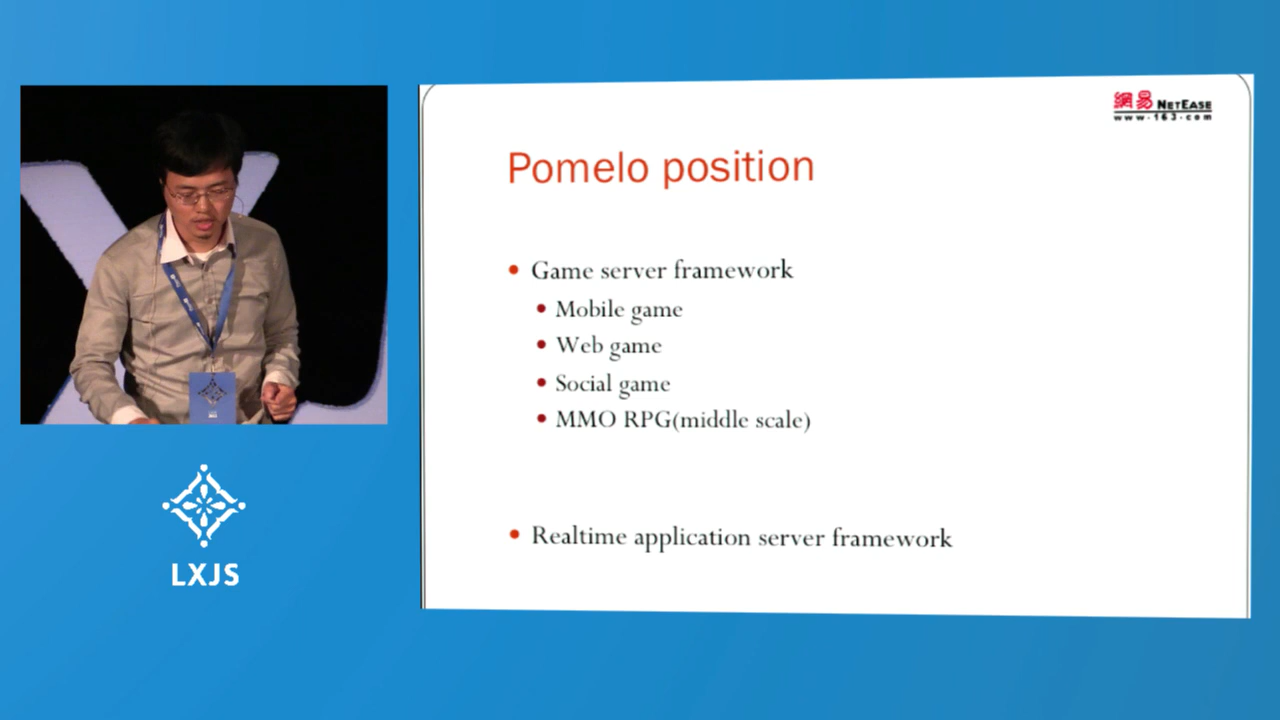 網易 NETEASE
www.163.com
Pomelo position
Game server framework
Mobile game
Web game
Social game
MMO RPG(middle scale)
Realtime application server framework
LXJS